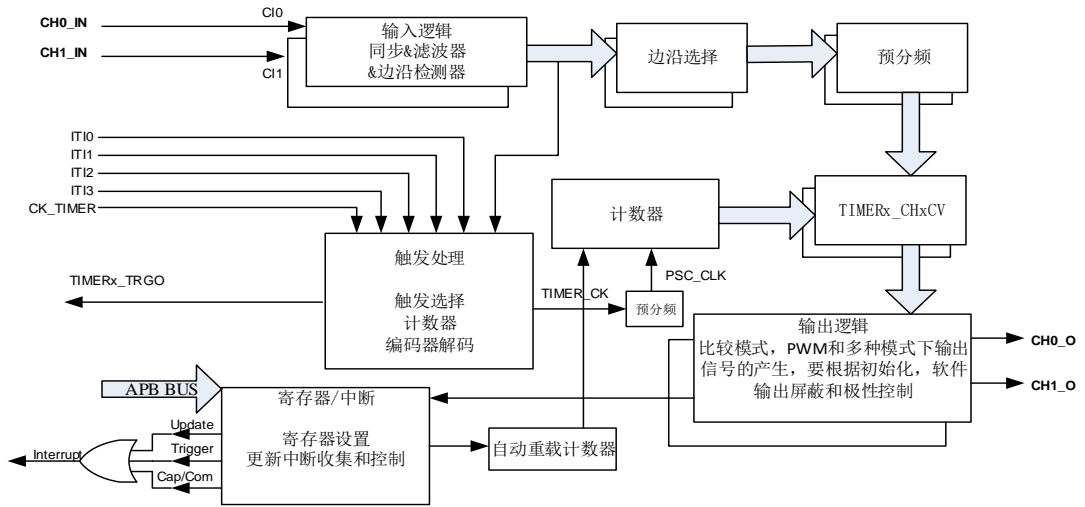 CH0_IN
CI0
CH1_IN
CI1
输入逻辑
同步&滤波器
&边沿检测器
边沿选择
预分频
ITI0
ITI1
ITI2
ITI3
CK_TIMER
计数器
TIMERx_CHxCV
触发处理
触发选择
计数器
编码器解码
TIMERx_TRGO
TIMER_CK
PSC_CLK
预分频
输出逻辑
比较模式，PWM和多种模式下输出
信号的产生，要根据初始化，软件
输出屏蔽和极性控制
CH0_O
CH1_O
APB BUS
寄存器/中断
寄存器设置
更新中断收集和控制
自动重载计数器
Update
Trigger
Cap/Com
Interrupt